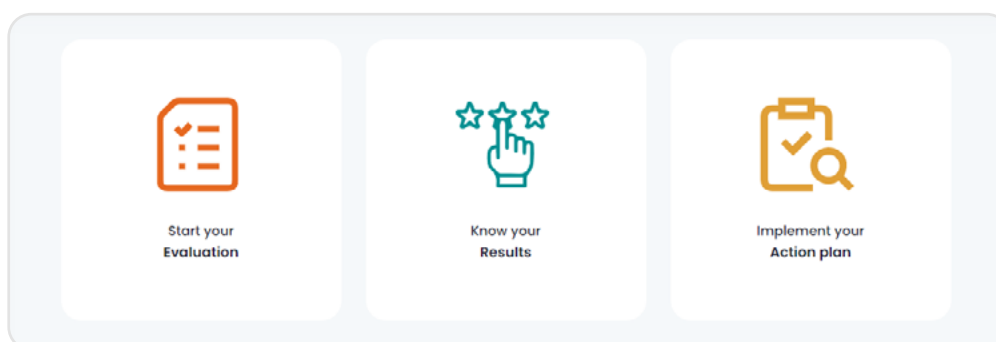 Start your
Evaluation
Know your
Results
Implement your
Action plan